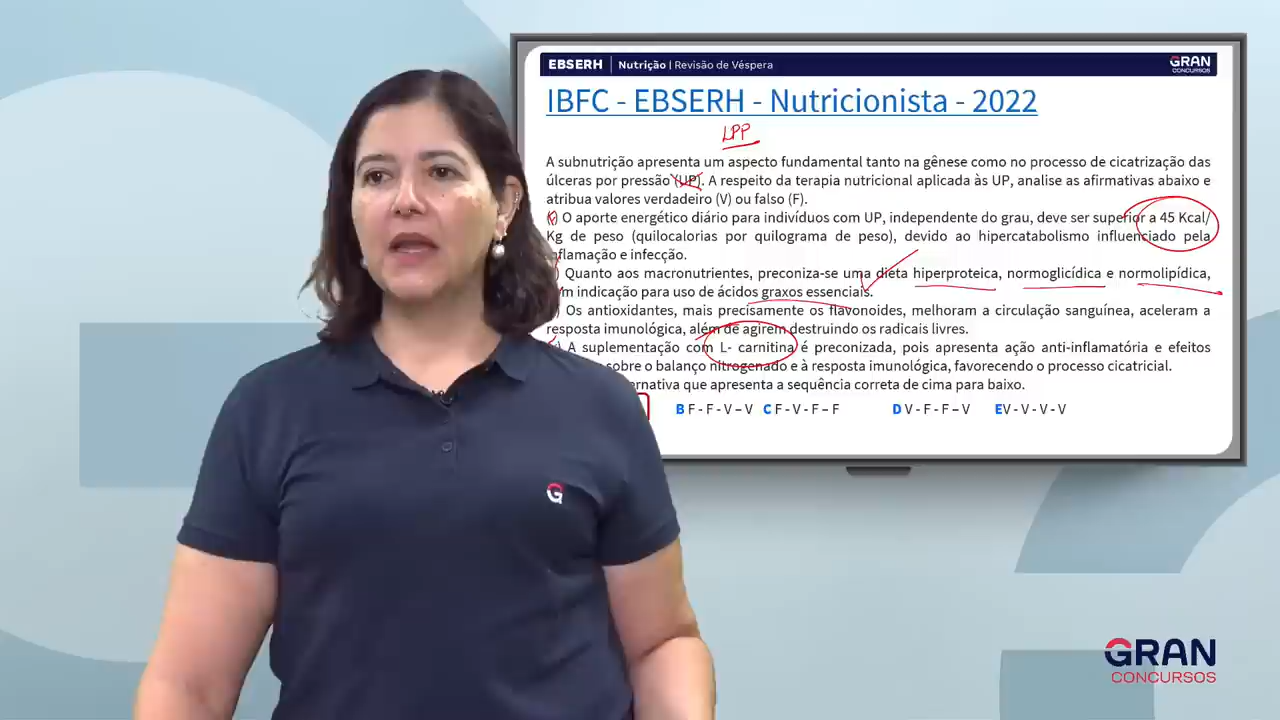 EBSERH | Nutrição | Revisão de Véspera
GRAN
CONCURSOS
IBFC - EBSERH - Nutricionista - 2022
LPP
A subnutrição apresenta um aspecto fundamental tanto na gênese como no processo de cicatrização das
úlceras por pressão (UP). A respeito da terapia nutricional aplicada às UP, analise as afirmativas abaixo e
atribua valores verdadeiro (V) ou falso (F).
O aporte energético diário para indivíduos com UP, independente do grau, deve ser superior a 45 Kcal/
Kg de peso (quilocalorias por quilograma de peso), devido ao hipercatabolismo influenciado pela
inflamação e infecção.
Quanto aos macronutrientes, preconiza-se uma dieta hiperproteica, normoglicídica e normolipídica,
indicação para uso de ácidos graxos essenciais.
) Os antioxidantes, mais precisamente os flavonoides, melhoram a circulação sanguínea, aceleram a
resposta imunológica, além de agirem destruindo os radicais livres.
) A suplementação com L- carnitina é preconizada, pois apresenta ação anti-inflamatória e efeitos
sobre o balanço nitrogenado e à resposta imunológica, favorecendo o processo cicatricial.
que apresenta a sequência correta de cima para baixo.
B F - F - V – V C F - V - F – F D V - F - F – V E V - V - V - V
G
GRAN
CONCURSOS